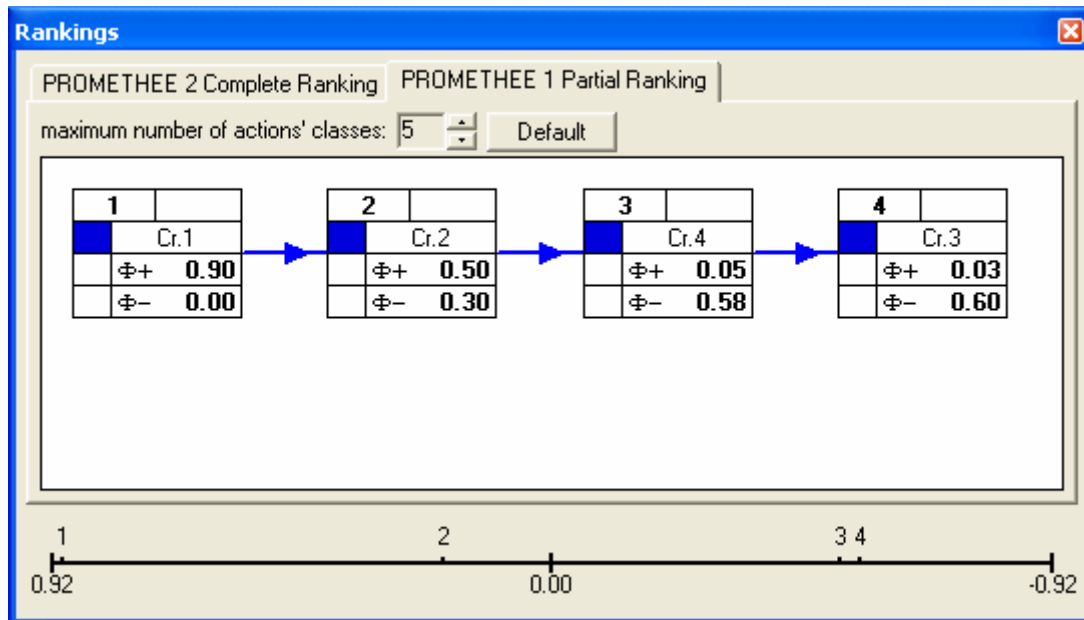 Rankings
PROMETHEE 2 Complete Ranking PROMETHEE 1 Partial Ranking
maximum number of actions' classes: 5 Default
1 2 3 4
Cr.1 Cr.2 Cr.4 Cr.3
Φ+ 0.90 Φ+ 0.50 Φ+ 0.05 Φ+ 0.03
Φ− 0.00 Φ− 0.30 Φ− 0.58 Φ− 0.60
1 2 3 4
0.92 0.00 -0.92